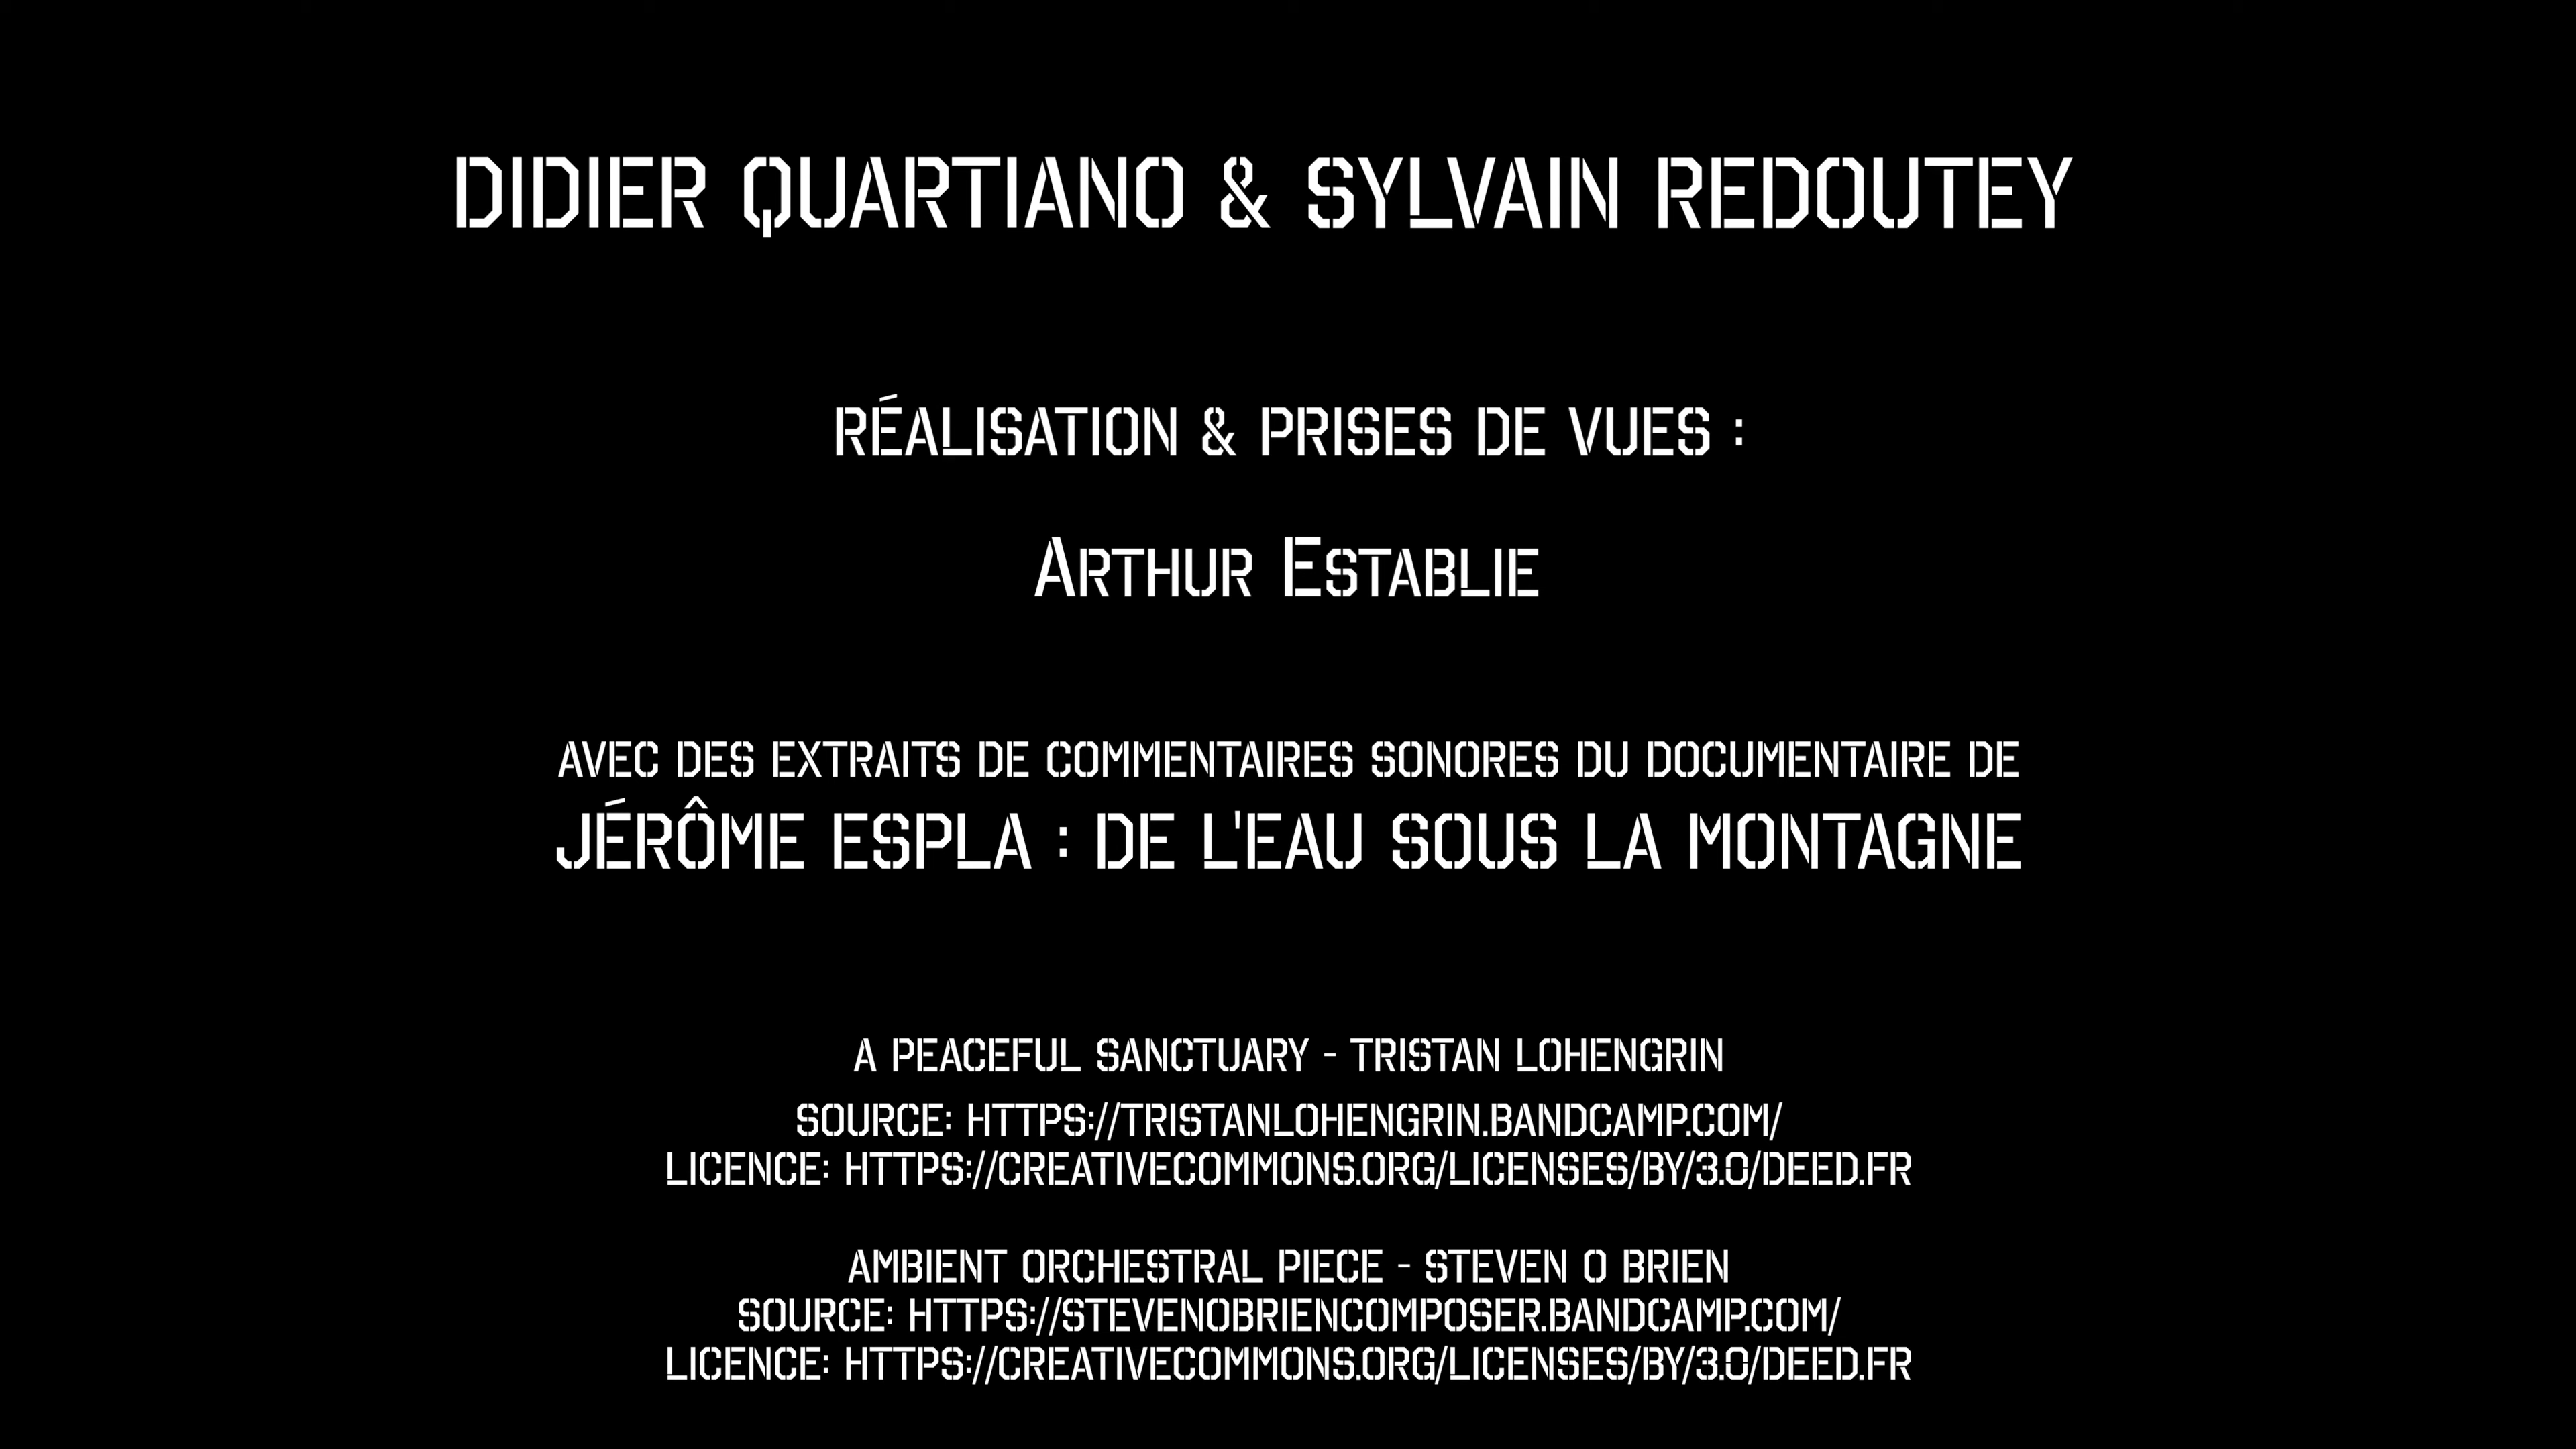 DIDIER QUARTIANO & SYLVAIN REDOUTEY
RÉALISATION & PRISES DE VUES :
ARTHUR ESTABLIE
AVEC DES EXTRAITS DE COMMENTAIRES SONORES DU DOCUMENTAIRE DE
JÉRÔME ESPLA : DE L'EAU SOUS LA MONTAGNE
A PEACEFUL SANCTUARY - TRISTAN LOHENGRIN
SOURCE: HTTPS://TRISTANLOHENGRIN.BANDCAMP.COM/
LICENCE: HTTPS://CREATIVECOMMONS.ORG/LICENSES/BY/3.0/DEED.FR
AMBIENT ORCHESTRAL PIECE - STEVEN O BRIEN
SOURCE: HTTPS://STEVENOBRIENCOMPOSER.BANDCAMP.COM/
LICENCE: HTTPS://CREATIVECOMMONS.ORG/LICENSES/BY/3.0/DEED.FR